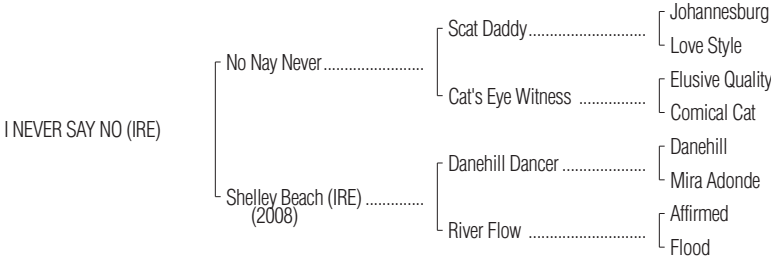 Johannesburg
Scat Daddy..............................
Love Style
No Nay Never..........................
Elusive Quality
Cat's Eye Witness .................
Comical Cat
I NEVER SAY NO (IRE)
Danehill
Danehill Dancer .....................
Mira Adonde
Shelley Beach (IRE) ...............
(2008)
Affirmed
River Flow ..............................
Flood